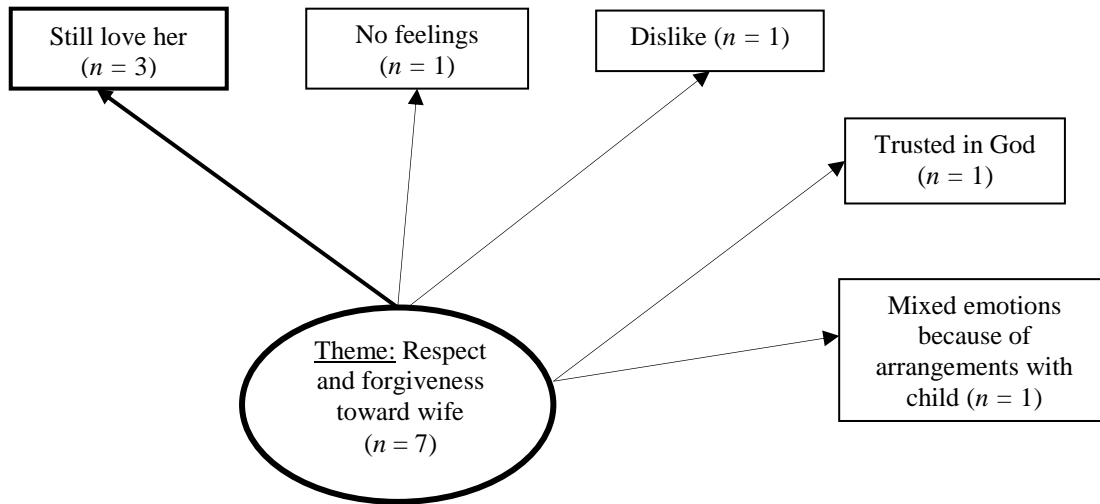 Still love her
(n = 3)
No feelings
(n = 1)
Dislike (n = 1)
Trusted in God
(n = 1)
Mixed emotions
because of
arrangements with
child (n = 1)
Theme: Respect
and forgiveness
toward wife
(n = 7)